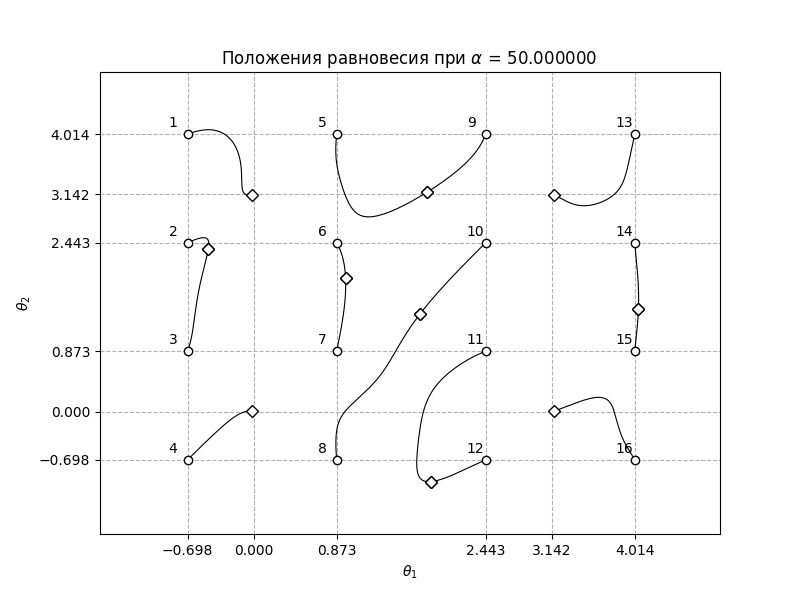 Положения равновесия при α = 50.000000
1 5 9 13
4.014
3.142
2 6 10 14
2.443
θ₂
3 7 11 15
0.873
0.000
4 8 12 16
−0.698
−0.698 0.000 0.873 2.443 3.142 4.014
θ₁